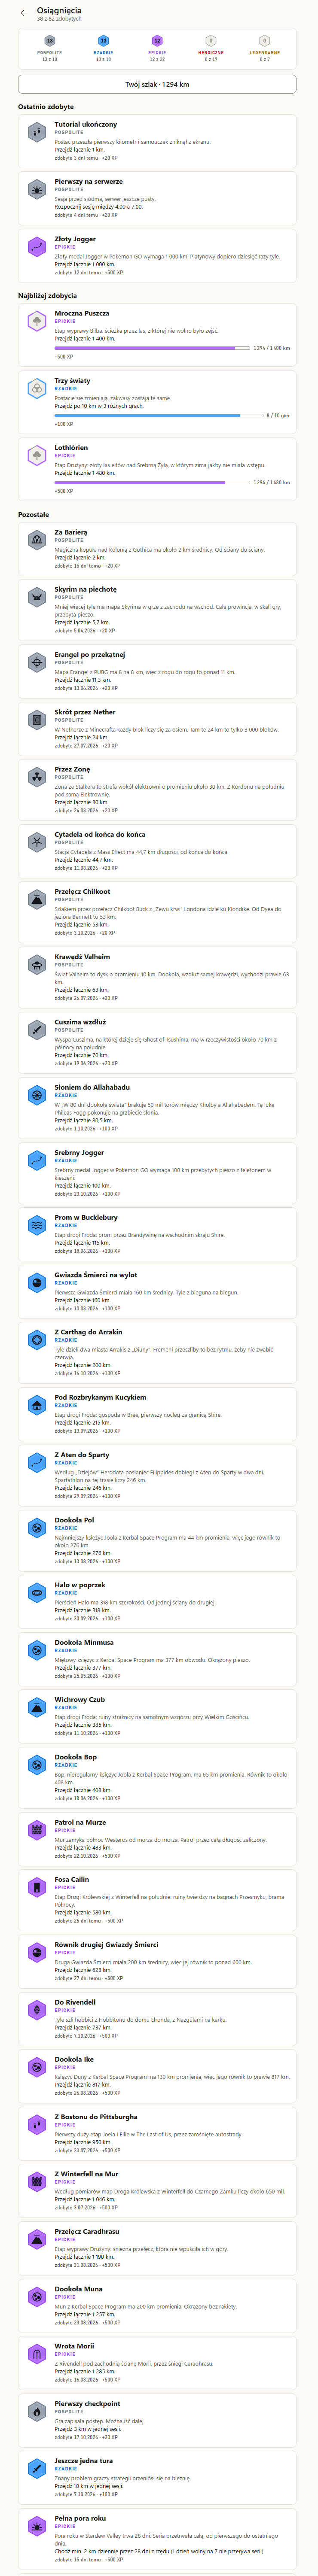 Osiągnięcia
38 z 82 zdobytych
13
13
12
0
0
POSPOLITE
RZADKIE
EPICKIE
HEROICZNE
LEGENDARNE
13 z 18
13 z 18
12 z 22
0 z 17
0 z 7
Twój szlak · 1 294 km
Ostatnio zdobyte
Tutorial ukończony
POSPOLITE
Postać przeszła pierwszy kilometr i samouczek zniknął z ekranu.
Przejdź łącznie 1 km.
zdobyte 3 dni temu · +20 XP
Pierwszy na serwerze
POSPOLITE
Sesja przed siódmą, serwer jeszcze pusty.
Rozpocznij sesję między 4:00 a 7:00.
zdobyte 4 dni temu · +20 XP
Złoty Jogger
EPICKIE
Złoty medal Jogger w Pokémon GO wymaga 1 000 km. Platynowy dopiero dziesięć razy tyle.
Przejdź łącznie 1 000 km.
zdobyte 12 dni temu · +500 XP
Najbliżej zdobycia
Mroczna Puszcza
EPICKIE
Etap wyprawy Bilba: ścieżka przez las, z której nie wolno było zejść.
Przejdź łącznie 1 400 km.
1 294 / 1 400 km
+500 XP
Trzy światy
RZADKIE
Postacie się zmieniają, zakwasy zostają te same.
Przejdź po 10 km w 3 różnych grach.
8 / 10 gier
+100 XP
Lothlórien
EPICKIE
Etap Drużyny: złoty las elfów nad Srebrną Żyłą, w którym zima jakby nie miała wstępu.
Przejdź łącznie 1 480 km.
1 294 / 1 480 km
+500 XP
Pozostałe
Za Barierą
POSPOLITE
Magiczna kopuła nad Kolonią z Gothica ma około 2 km średnicy. Od ściany do ściany.
Przejdź łącznie 2 km.
zdobyte 15 dni temu · +20 XP
Skyrim na piechotę
POSPOLITE
Mniej więcej tyle ma mapa Skyrima w grze z zachodu na wschód. Cała prowincja, w skali gry,
przebyta pieszo.
Przejdź łącznie 5,7 km.
zdobyte 5.04.2026 · +20 XP
Erangel po przekątnej
POSPOLITE
Mapa Erangel z PUBG ma 8 na 8 km, więc z rogu do rogu to ponad 11 km.
Przejdź łącznie 11,3 km.
zdobyte 13.06.2026 · +20 XP
Skrót przez Nether
POSPOLITE
W Netherze z Minecrafta każdy blok liczy się za osiem. Tam te 24 km to tylko 3 000 bloków.
Przejdź łącznie 24 km.
zdobyte 27.07.2026 · +20 XP
Przez Zonę
POSPOLITE
Zona ze Stalkera to strefa wokół elektrowni o promieniu około 30 km. Z Kordonu na południu
pod samą Elektrownię.
Przejdź łącznie 30 km.
zdobyte 24.08.2026 · +20 XP
Cytadela od końca do końca
POSPOLITE
Stacja Cytadela z Mass Effect ma 44,7 km długości, od końca do końca.
Przejdź łącznie 44,7 km.
zdobyte 11.08.2026 · +20 XP
Przełęcz Chilkoot
POSPOLITE
Szlakiem przez przełęcz Chilkoot Buck z „Zewu krwi" Londona idzie ku Klondike. Od Dyea do
jeziora Bennett to 53 km.
Przejdź łącznie 53 km.
zdobyte 3.10.2026 · +20 XP
Krawędź Valheim
POSPOLITE
Świat Valheim to dysk o promieniu 10 km. Dookoła, wzdłuż samej krawędzi, wychodzi prawie 63
km.
Przejdź łącznie 63 km.
zdobyte 26.07.2026 · +20 XP
Cuszima wzdłuż
POSPOLITE
Wyspa Cuszima, na której dzieje się Ghost of Tsushima, ma w rzeczywistości około 70 km z
północy na południe.
Przejdź łącznie 70 km.
zdobyte 19.06.2026 · +20 XP
Słoniem do Allahabadu
RZADKIE
W „W 80 dni dookoła świata" brakuje 50 mil torów między Kholby a Allahabadem. Tę lukę
Phileas Fogg pokonuje na grzbiecie słonia.
Przejdź łącznie 80,5 km.
zdobyte 1.10.2026 · +100 XP
Srebrny Jogger
RZADKIE
Srebrny medal Jogger w Pokémon GO wymaga 100 km przebytych pieszo z telefonem w
kieszeni.
Przejdź łącznie 100 km.
zdobyte 23.10.2026 · +100 XP
Prom w Bucklebury
RZADKIE
Etap drogi Froda: prom przez Brandywinę na wschodnim skraju Shire.
Przejdź łącznie 115 km.
zdobyte 18.06.2026 · +100 XP
Gwiazda Śmierci na wylot
RZADKIE
Pierwsza Gwiazda Śmierci miała 160 km średnicy. Tyle z bieguna na biegun.
Przejdź łącznie 160 km.
zdobyte 10.08.2026 · +100 XP
Z Carthag do Arrakin
RZADKIE
Tyle dzieli dwa miasta Arrakis z „Diuny". Fremeni przeszliby to bez rytmu, żeby nie zwabić
czerwia.
Przejdź łącznie 200 km.
zdobyte 16.10.2026 · +100 XP
Pod Rozbrykanym Kucykiem
RZADKIE
Etap drogi Froda: gospoda w Bree, pierwszy nocleg za granicą Shire.
Przejdź łącznie 215 km.
zdobyte 13.09.2026 · +100 XP
Z Aten do Sparty
RZADKIE
Według „Dziejów" Herodota posłaniec Filippides dobiegł z Aten do Sparty w dwa dni.
Spartathlon na tej trasie liczy 246 km.
Przejdź łącznie 246 km.
zdobyte 29.09.2026 · +100 XP
Dookoła Pol
RZADKIE
Najmniejszy księżyc Joola z Kerbal Space Program ma 44 km promienia, więc jego równik to
około 276 km.
Przejdź łącznie 276 km.
zdobyte 13.08.2026 · +100 XP
Halo w poprzek
RZADKIE
Pierścień Halo ma 318 km szerokości. Od jednej ściany do drugiej.
Przejdź łącznie 318 km.
zdobyte 30.09.2026 · +100 XP
Dookoła Minmusa
RZADKIE
Miętowy księżyc z Kerbal Space Program ma 377 km obwodu. Okrążony pieszo.
Przejdź łącznie 377 km.
zdobyte 25.05.2026 · +100 XP
Wichrowy Czub
RZADKIE
Etap drogi Froda: ruiny strażnicy na samotnym wzgórzu przy Wielkim Gościńcu.
Przejdź łącznie 385 km.
zdobyte 11.10.2026 · +100 XP
Dookoła Bop
RZADKIE
Bop, nieregularny księżyc Joola z Kerbal Space Program, ma 65 km promienia. Równik to około
408 km.
Przejdź łącznie 408 km.
zdobyte 18.06.2026 · +100 XP
Patrol na Murze
EPICKIE
Mur zamyka północ Westeros od morza do morza. Patrol przez całą długość zaliczony.
Przejdź łącznie 483 km.
zdobyte 22.10.2026 · +500 XP
Fosa Cailin
EPICKIE
Etap Drogi Królewskiej z Winterfell na południe: ruiny twierdzy na bagnach Przesmyku, brama
Północy.
Przejdź łącznie 580 km.
zdobyte 26 dni temu · +500 XP
Równik drugiej Gwiazdy Śmierci
EPICKIE
Druga Gwiazda Śmierci miała 200 km średnicy, więc jej równik to ponad 600 km.
Przejdź łącznie 628 km.
zdobyte 27 dni temu · +500 XP
Do Rivendell
EPICKIE
Tyle szli hobbici z Hobbitonu do domu Elronda, z Nazgûlami na karku.
Przejdź łącznie 737 km.
zdobyte 7.10.2026 · +500 XP
Dookoła Ike
EPICKIE
Księżyc Duny z Kerbal Space Program ma 130 km promienia, więc jego równik to prawie 817 km.
Przejdź łącznie 817 km.
zdobyte 26.08.2026 · +500 XP
Z Bostonu do Pittsburgha
EPICKIE
Pierwszy duży etap Joela i Ellie w The Last of Us, przez zarośnięte autostrady.
Przejdź łącznie 950 km.
zdobyte 23.07.2026 · +500 XP
Z Winterfell na Mur
EPICKIE
Według pomiarów map Droga Królewska z Winterfell do Czarnego Zamku liczy około 650 mil.
Przejdź łącznie 1 046 km.
zdobyte 3.07.2026 · +500 XP
Przełęcz Caradhrasu
EPICKIE
Etap wyprawy Drużyny: śnieżna przełęcz, która nie wpuściła ich w góry.
Przejdź łącznie 1 190 km.
zdobyte 31.08.2026 · +500 XP
Dookoła Muna
EPICKIE
Mun z Kerbal Space Program ma 200 km promienia. Okrążony bez rakiety.
Przejdź łącznie 1 257 km.
zdobyte 23.08.2026 · +500 XP
Wrota Morii
EPICKIE
Z Rivendell pod zachodnią ścianę Morii, przez śniegi Caradhrasu.
Przejdź łącznie 1 285 km.
zdobyte 16.08.2026 · +500 XP
Pierwszy checkpoint
POSPOLITE
Gra zapisała postęp. Można iść dalej.
Przejdź 3 km w jednej sesji.
zdobyte 17.10.2026 · +20 XP
Jeszcze jedna tura
RZADKIE
Znany problem graczy strategii przeniósł się na bieżnię.
Przejdź 10 km w jednej sesji.
zdobyte 7.10.2026 · +100 XP
Pełna pora roku
EPICKIE
Pora roku w Stardew Valley trwa 28 dni. Seria przetrwała całą, od pierwszego do ostatniego
dnia.
Chodź min. 2 km dziennie przez 28 dni z rzędu (1 dzień wolny na 7 nie przerywa serii).
zdobyte 15 dni temu · +500 XP